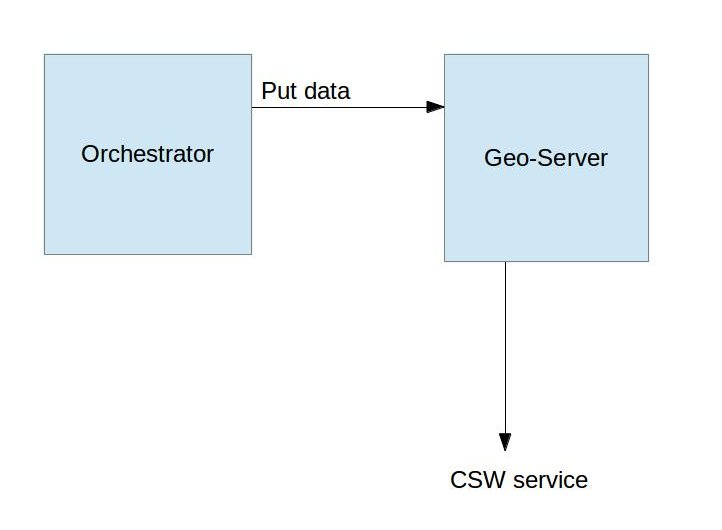 Put data
Orchestrator
Geo-Server
CSW service